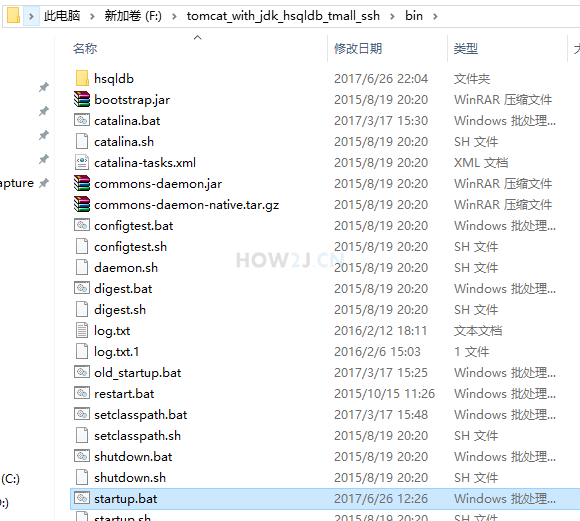 此电脑 > 新加卷 (F:) > tomcat_with_jdk_hsqldb_tmall_ssh > bin >
名称 修改日期 类型
hsqldb 2017/6/26 22:04 文件夹
bootstrap.jar 2015/8/19 20:20 WinRAR 压缩文件
catalina.bat 2017/3/17 15:30 Windows 批处理...
catalina.sh 2015/8/19 20:20 SH 文件
catalina-tasks.xml 2015/8/19 20:20 XML 文档
apture commons-daemon.jar 2015/8/19 20:20 WinRAR 压缩文件
commons-daemon-native.tar.gz 2015/8/19 20:20 WinRAR 压缩文件
configtest.bat 2015/8/19 20:20 Windows 批处理...
configtest.sh 2015/8/19 20:20 SH 文件
HOW2J.CN
daemon.sh 2015/8/19 20:20 SH 文件
digest.bat 2015/8/19 20:20 Windows 批处理...
digest.sh 2015/8/19 20:20 SH 文件
log.txt 2016/2/12 18:11 文本文档
log.txt.1 2016/2/6 15:03 1 文件
old_startup.bat 2017/3/17 15:25 Windows 批处理...
restart.bat 2015/10/15 11:26 Windows 批处理...
setclasspath.bat 2017/3/17 15:48 Windows 批处理...
setclasspath.sh 2015/8/19 20:20 SH 文件
shutdown.bat 2015/8/19 20:20 Windows 批处理...
(C:) shutdown.sh 2015/8/19 20:20 SH 文件
:) startup.bat 2017/6/26 12:26 Windows 批处理...
startup.sh 2015/8/19 20:20 SH 文件